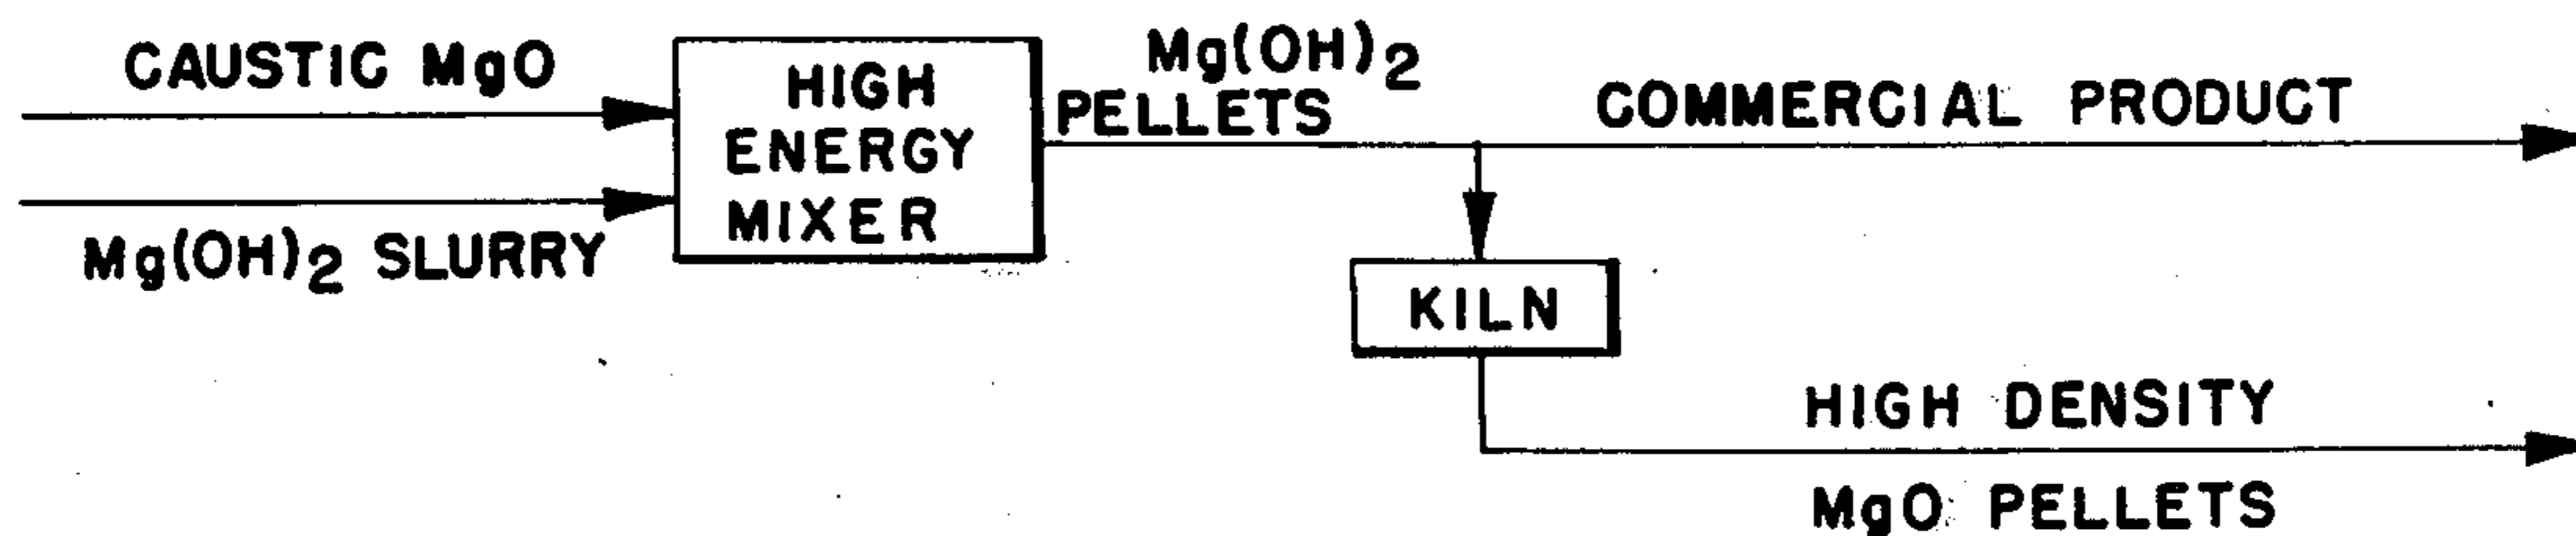 CAUSTIC MgO
Mg(OH)2 SLURRY
HIGH
ENERGY
MIXER
Mg(OH)2
PELLETS
COMMERCIAL PRODUCT
KILN
HIGH DENSITY
MgO PELLETS